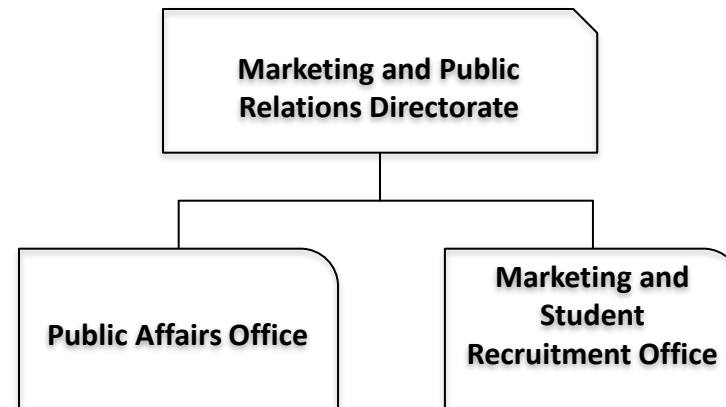 Marketing and Public
Relations Directorate
Public Affairs Office
Marketing and
Student
Recruitment Office